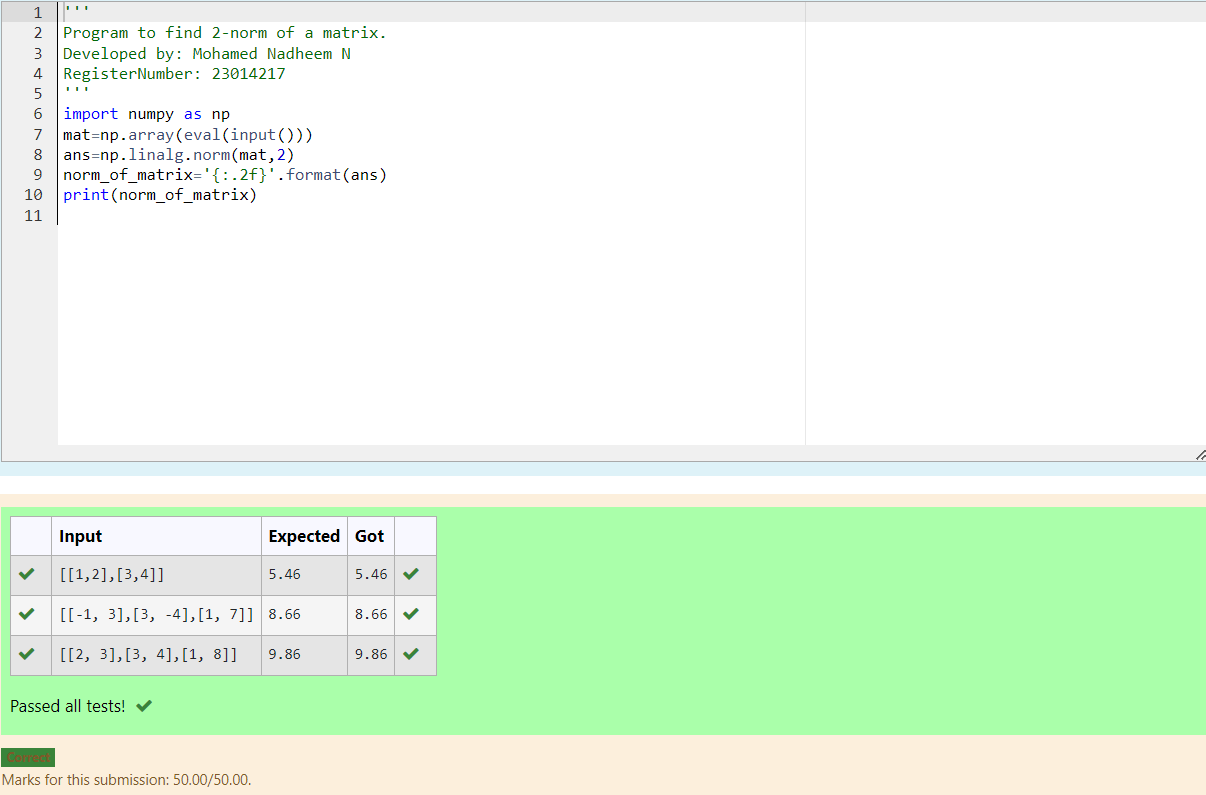 1 '''
2 Program to find 2-norm of a matrix.
3 Developed by: Mohamed Nadheem N
4 RegisterNumber: 23014217
5 '''
6 import numpy as np
7 mat=np.array(eval(input()))
8 ans=np.linalg.norm(mat,2)
9 norm_of_matrix='{:.2f}'.format(ans)
10 print(norm_of_matrix)
11
Input Expected Got
[[1,2],[3,4]] 5.46 5.46
[[-1, 3],[3, -4],[1, 7]] 8.66 8.66
[[2, 3],[3, 4],[1, 8]] 9.86 9.86
Passed all tests!
Correct
Marks for this submission: 50.00/50.00.